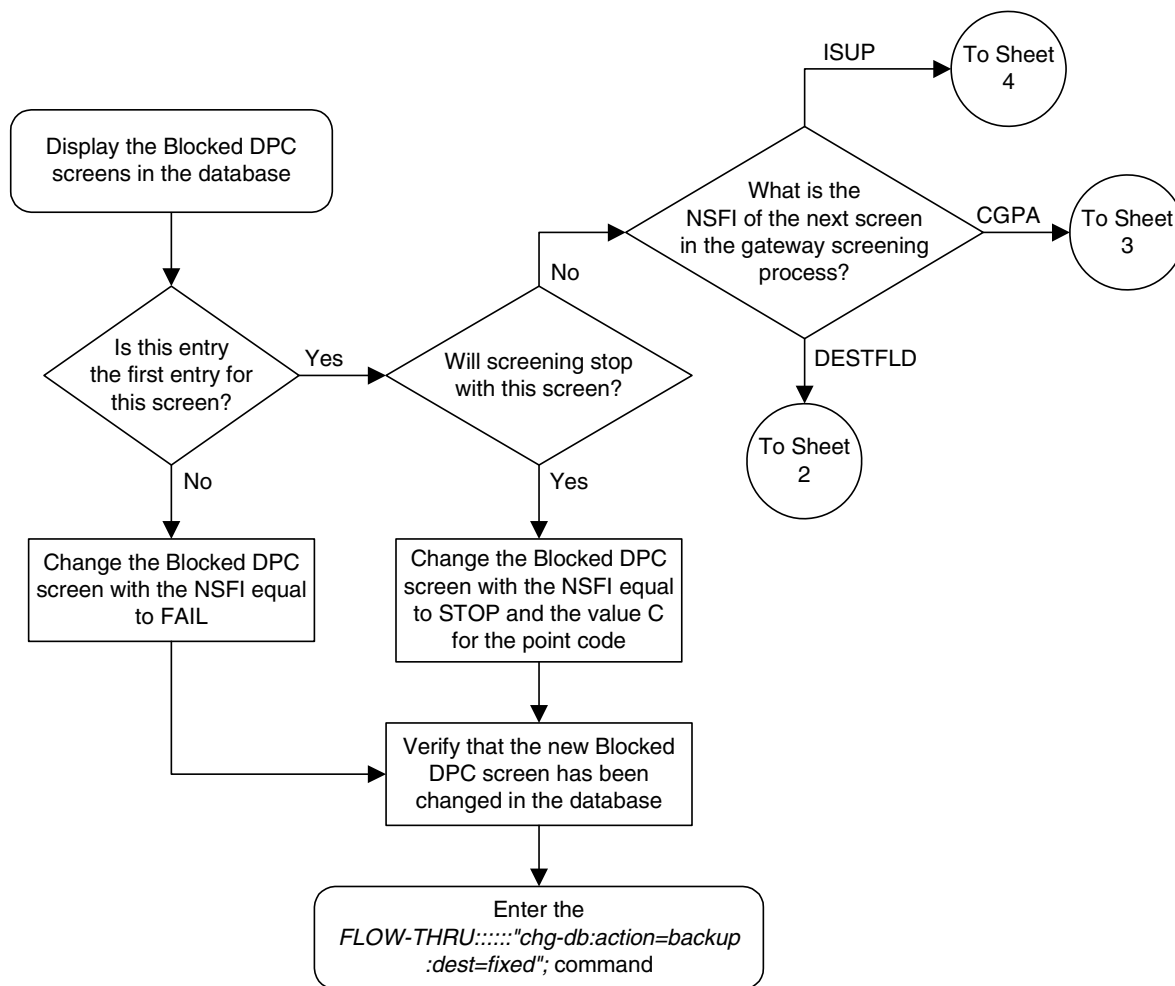 Display the Blocked DPC
screens in the database
Is this entry
the first entry for
this screen?
Yes
No
Will screening stop
with this screen?
No
Yes
What is the
NSFI of the next screen
in the gateway screening
process?
ISUP
To Sheet
4
CGPA
To Sheet
3
DESTFLD
To Sheet
2
Change the Blocked DPC
screen with the NSFI equal
to FAIL
Change the Blocked DPC
screen with the NSFI equal
to STOP and the value C
for the point code
Verify that the new Blocked
DPC screen has been
changed in the database
Enter the
FLOW-THRU::::::"chg-db:action=backup
:dest=fixed"; command